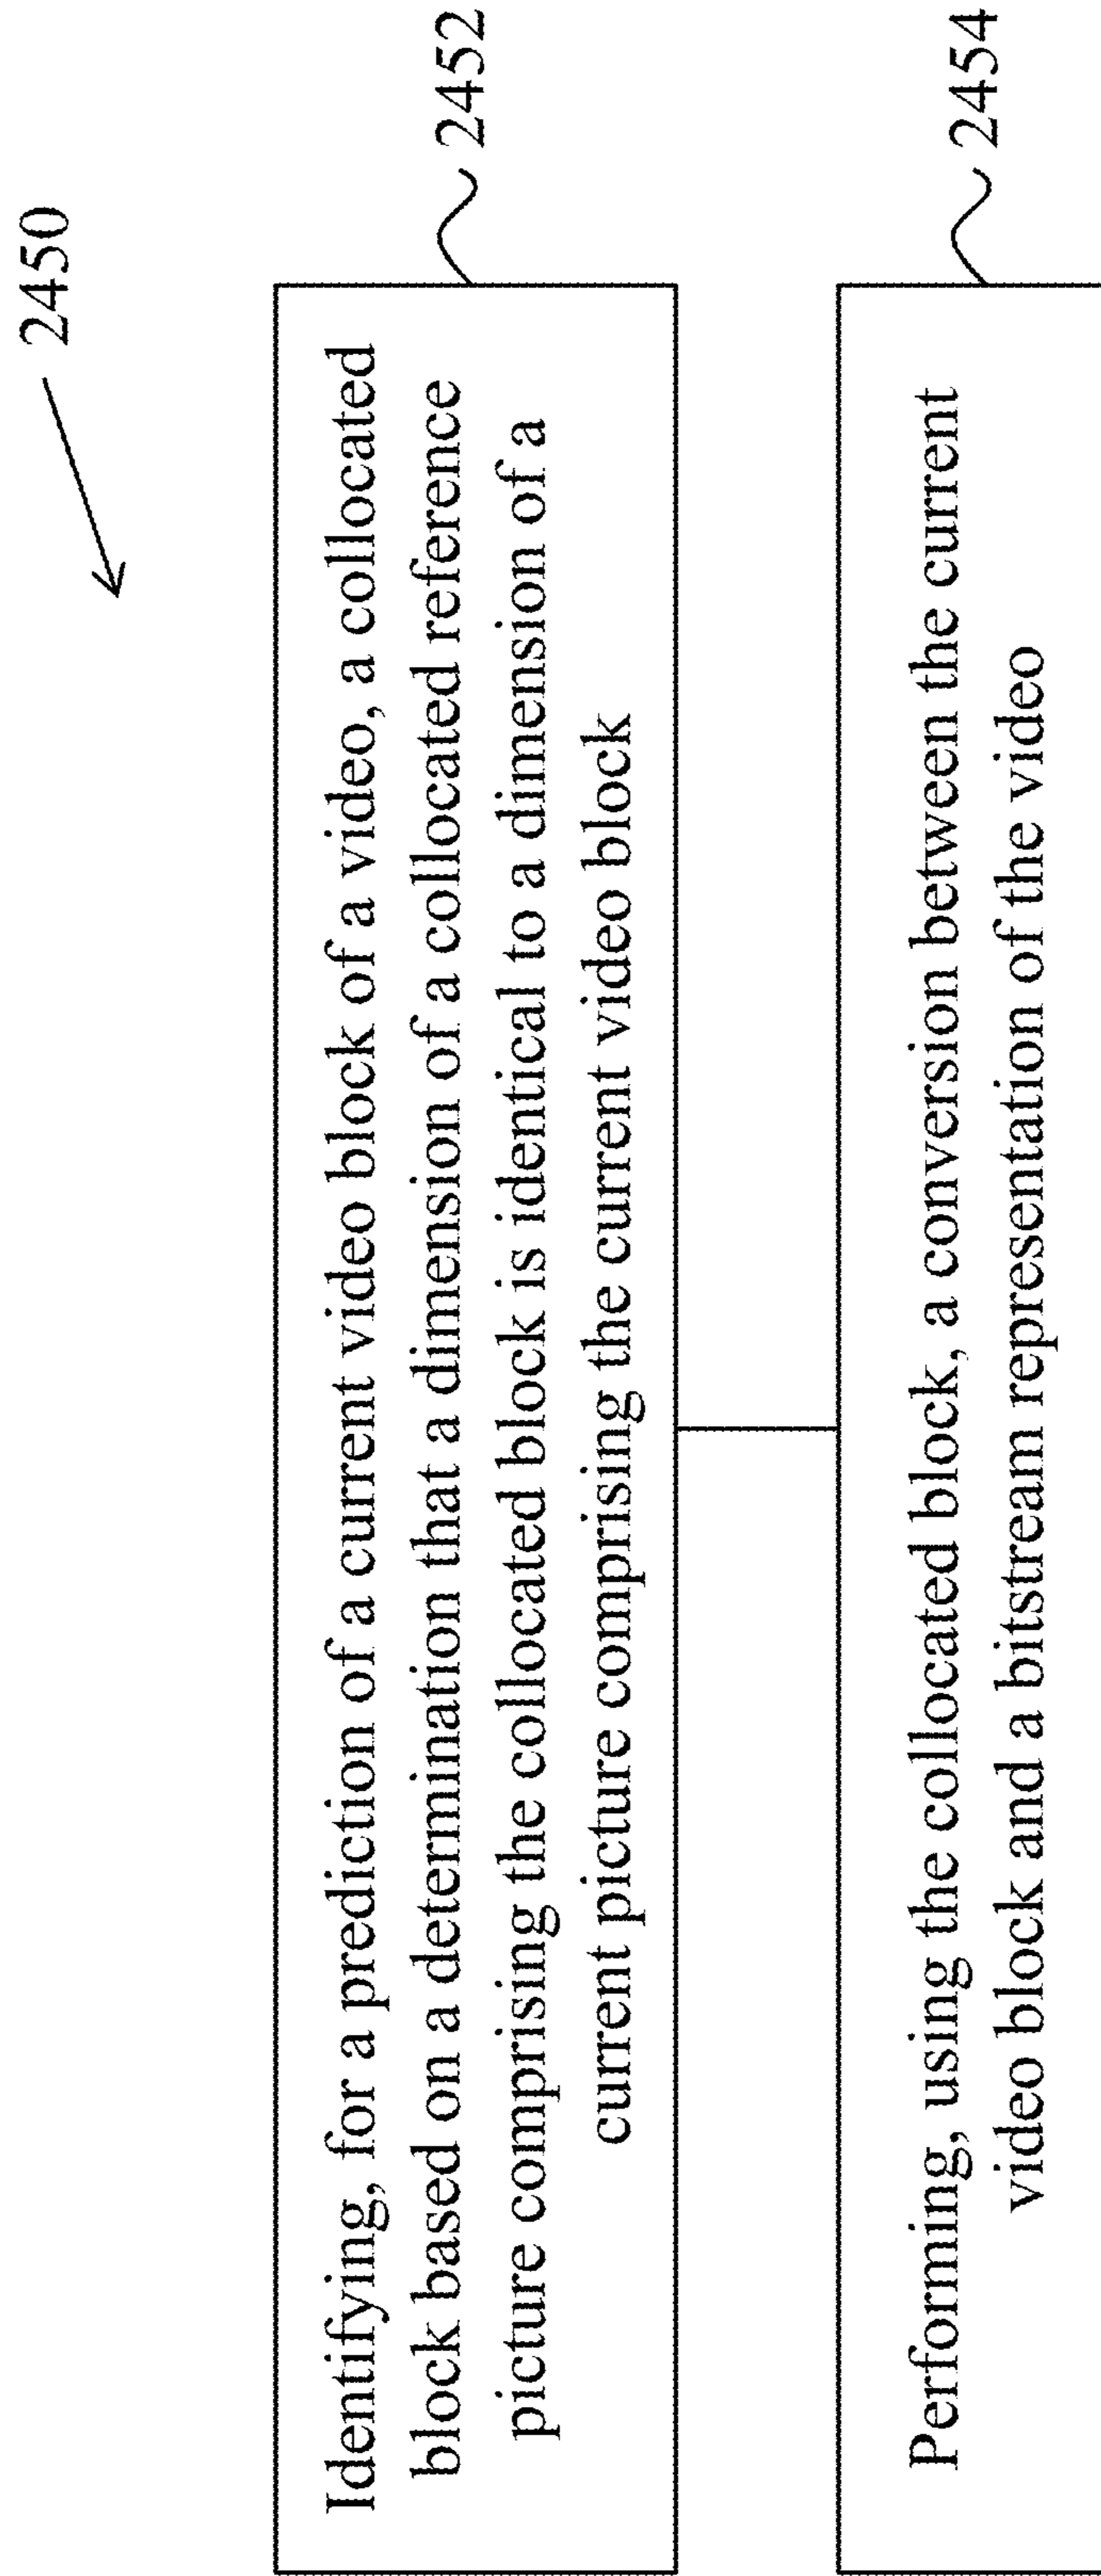 2450
Identifying, for a prediction of a current video block of a video, a collocated
block based on a determination that a dimension of a collocated reference
picture comprising the collocated block is identical to a dimension of a
current picture comprising the current video block
2452
Performing, using the collocated block, a conversion between the current
video block and a bitstream representation of the video
2454